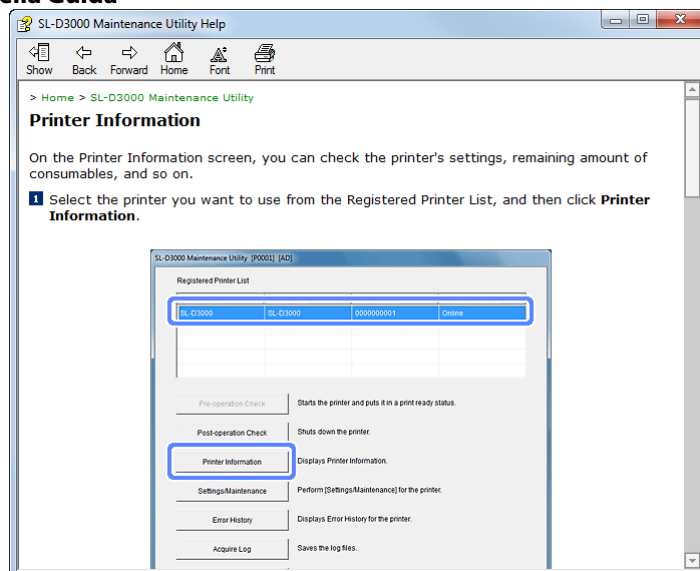 SL-D3000 Maintenance Utility Help
Show Back Forward Home Font Print
> Home > SL-D3000 Maintenance Utility
Printer Information
On the Printer Information screen, you can check the printer's settings, remaining amount of
consumables, and so on.
1 Select the printer you want to use from the Registered Printer List, and then click Printer
Information.
SL-D3000 Maintenance Utility [P0001] [AD]
Registered Printer List
SL-D3000 SL-D3000 0000000001 Online
Pre-operation Check Starts the printer and puts it in a print ready status.
Post-operation Check Shuts down the printer.
Printer Information Displays Printer Information.
Settings/Maintenance Perform [Settings/Maintenance] for the printer.
Error History Displays Error History for the printer.
Acquire Log Saves the log files.